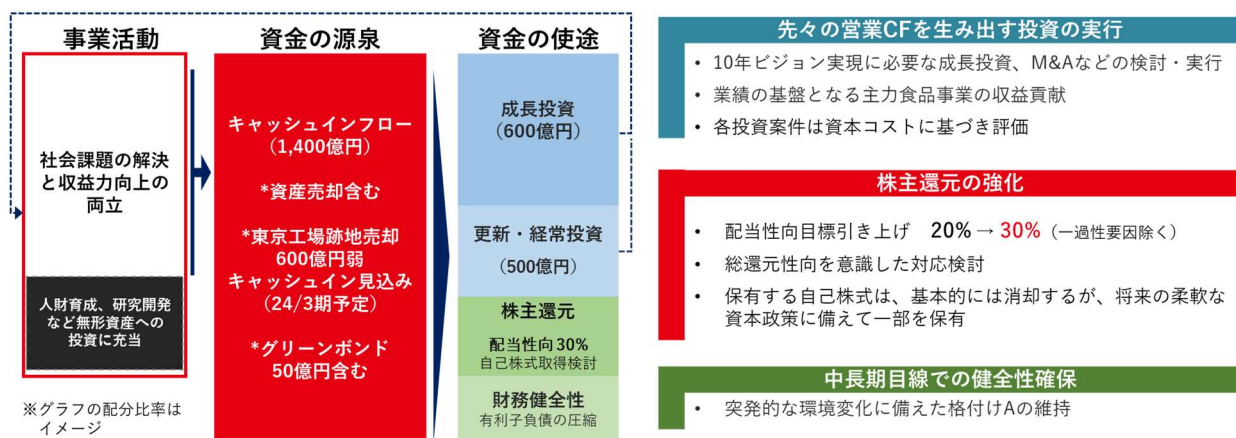 事業活動
社会課題の解決
と収益力向上の
両立
人財育成、研究開発
など無形資産への
投資に充当
※グラフの配分比率は
イメージ
資金の源泉
キャッシュインフロー
(1,400億円)
*資産売却含む
*東京工場跡地売却
600億円弱
キャッシュイン見込み
(24/3期予定)
*グリーンボンド
50億円含む
資金の使途
成長投資
(600億円)
更新・経常投資
(500億円)
株主還元
配当性向30%
自己株式取得検討
財務健全性
有利子負債の圧縮
先々の営業CFを生み出す投資の実行
• 10年ビジョン実現に必要な成長投資、M&Aなどの検討・実行
• 業績の基盤となる主力食品事業の収益貢献
• 各投資案件は資本コストに基づき評価
株主還元の強化
• 配当性向目標引き上げ 20%→30%(一過性要因除く)
• 総還元性向を意識した対応検討
• 保有する自己株式は、基本的には消却するが、将来の柔軟な
資本政策に備えて一部を保有
中長期目線での健全性確保
• 突発的な環境変化に備えた格付けAの維持